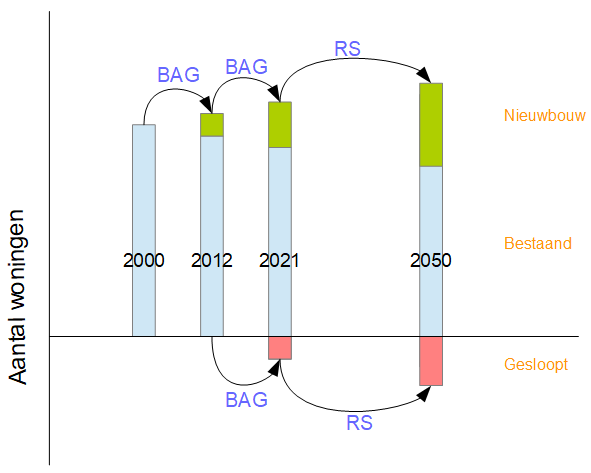 RS
BAG
BAG
Nieuwbouw
Aantal woningen
Bestaand
2000
2012
2021
2050
Gesloopt
BAG
RS